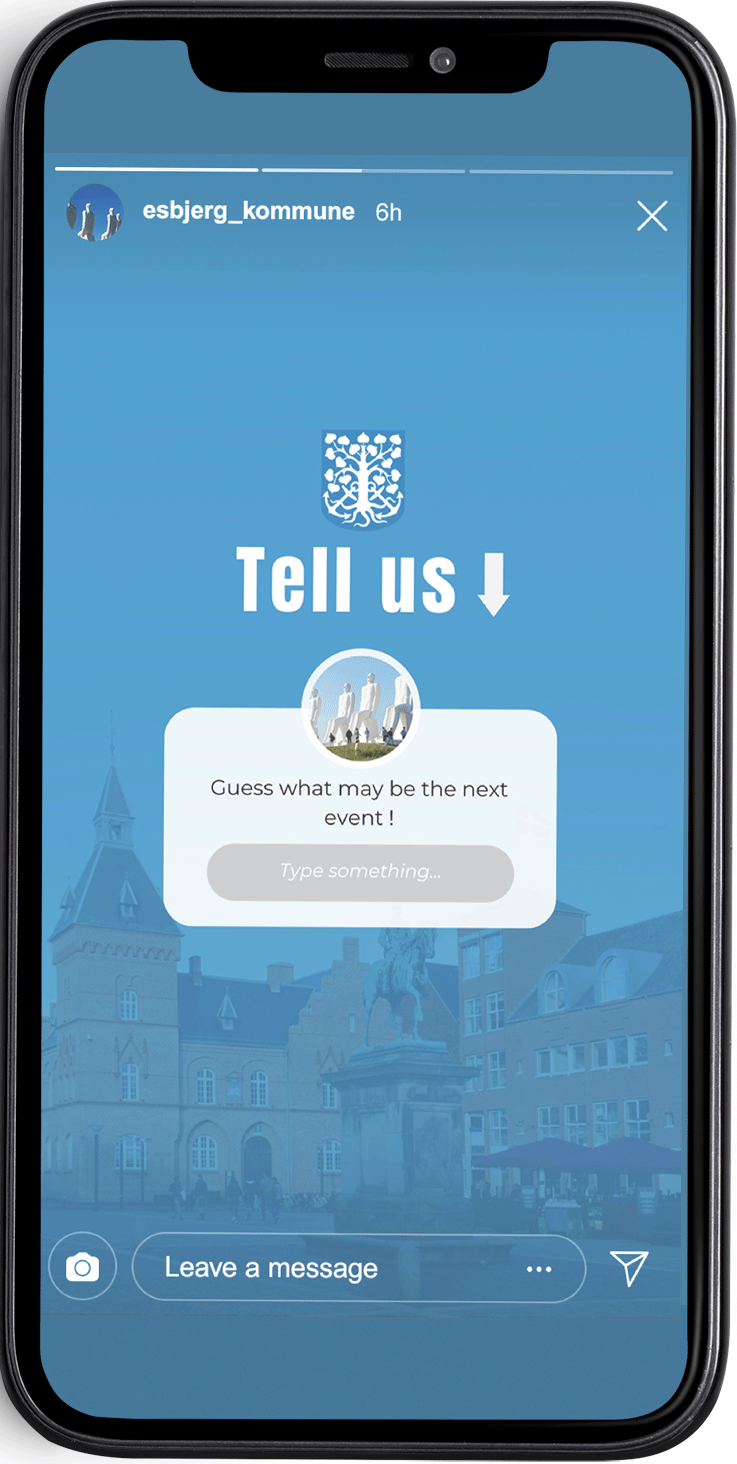 esbjerg_kommune 6h
Tell us
Guess what may be the next
event !
Type something...
Leave a message